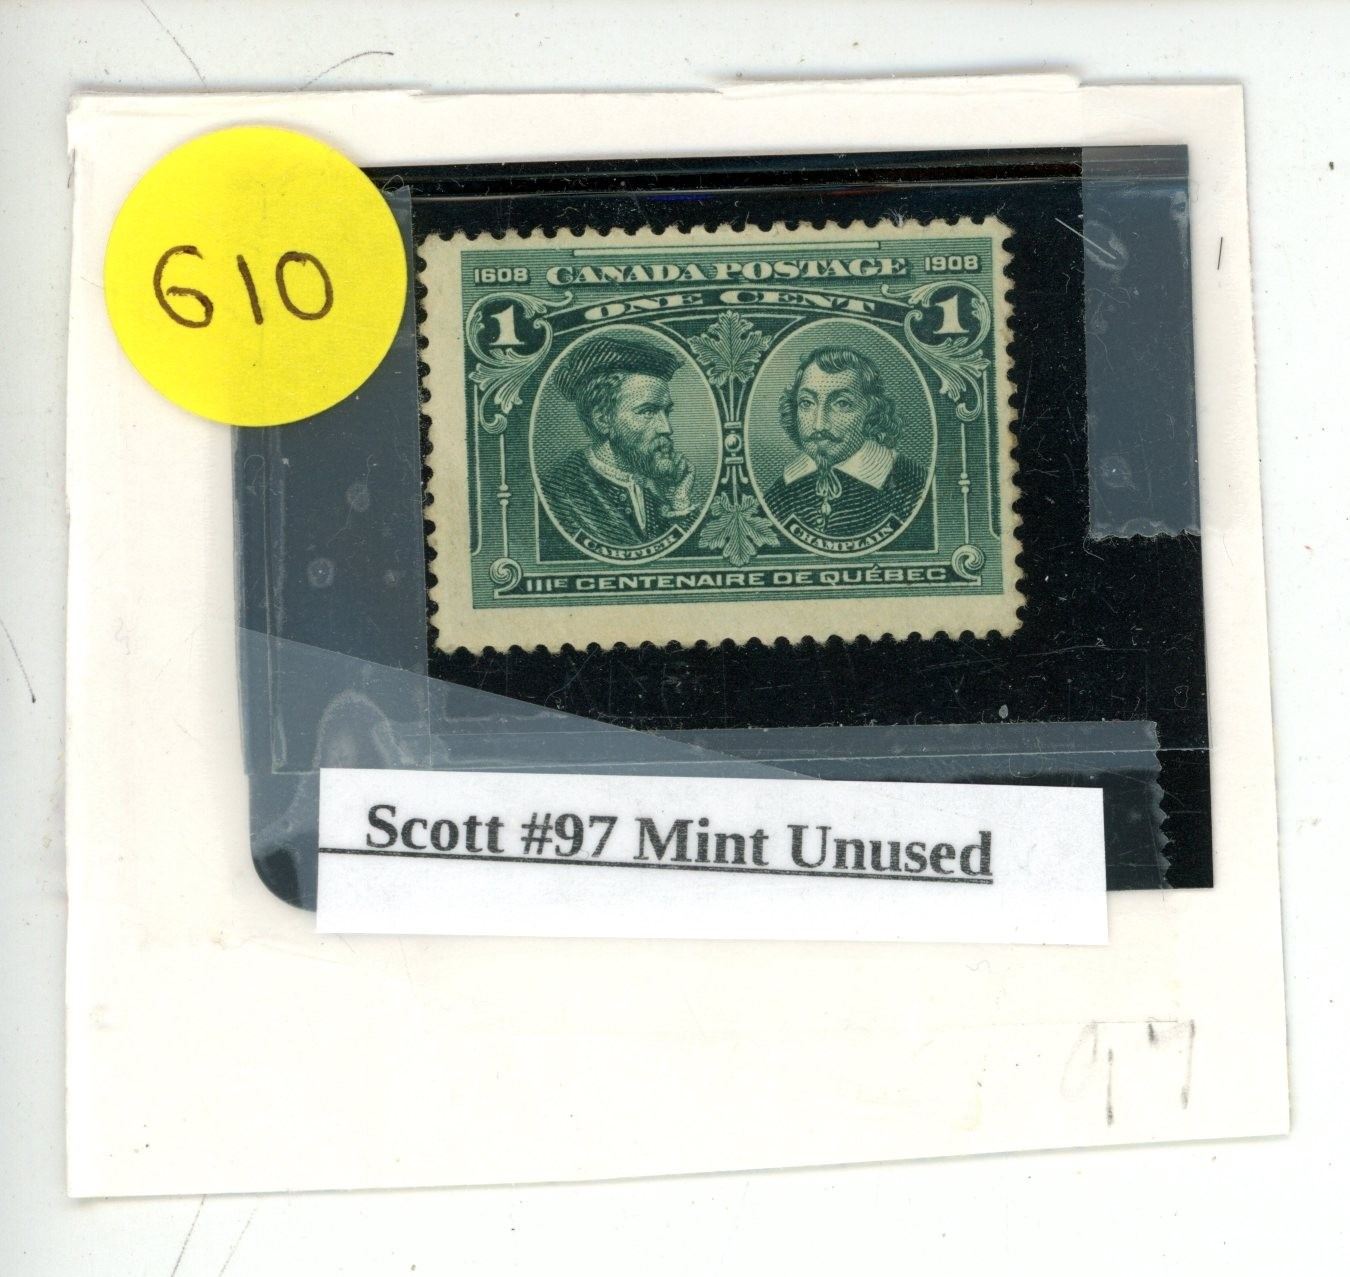 610
1608 CANADA POSTAGE 1908
1 ONE CENT 1
CARTIER
CHAMPLAIN
IIIE CENTENAIRE DE QUÉBEC
Scott #97 Mint Unused
97